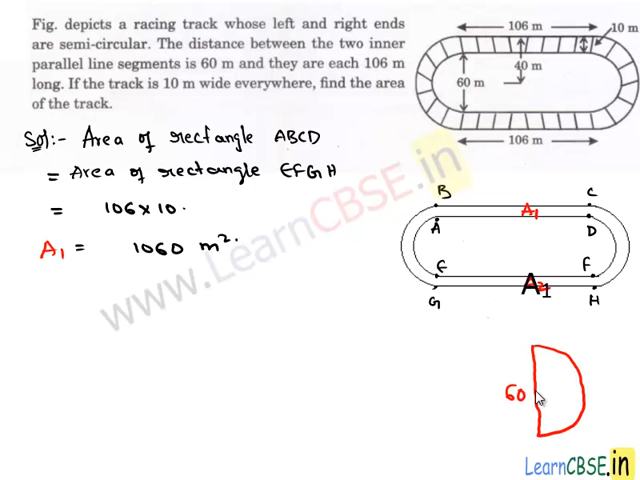 Fig. depicts a racing track whose left and right ends
are semi-circular. The distance between the two inner
parallel line segments is 60 m and they are each 106 m
long. If the track is 10 m wide everywhere, find the area
of the track.
106 m
10 m
40 m
60 m
106 m
Sol:- Area of rectangle ABCD
= Area of rectangle EFGH
= 106 × 10.
A₁ = 1060 m².
B C
A₁
A D
E F
A₁
G H
60
www.LearnCBSE.in
LearnCBSE.in